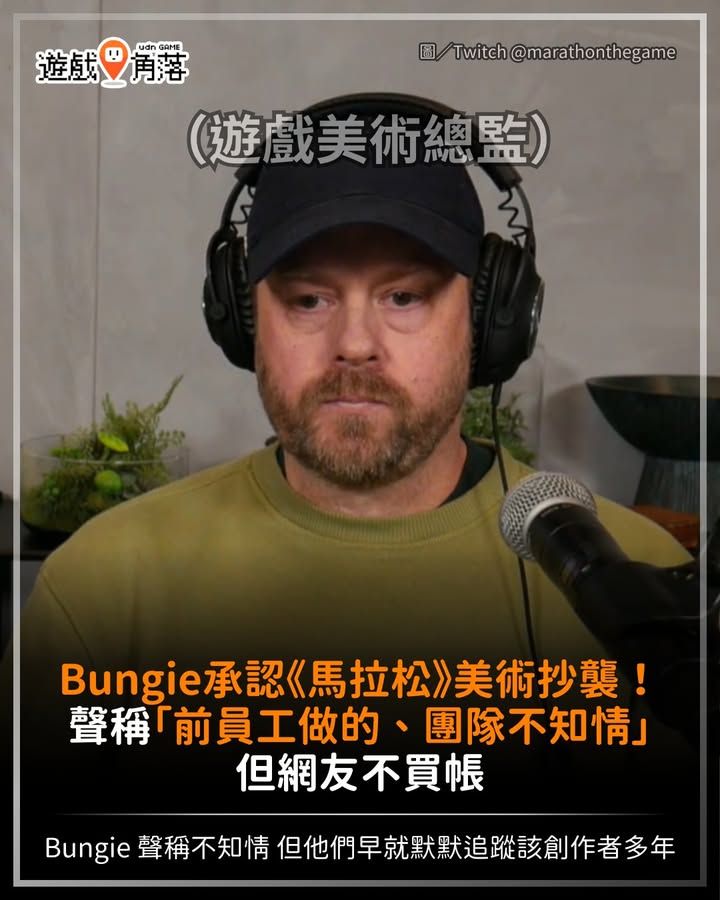 遊戲角落
udn GAME
圖／Twitch @marathonthegame
(遊戲美術總監)
Bungie承認《馬拉松》美術抄襲！
聲稱「前員工做的、團隊不知情」
但網友不買帳
Bungie 聲稱不知情 但他們早就默默追蹤該創作者多年